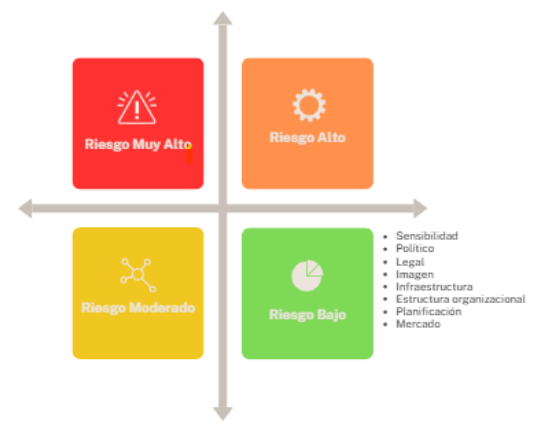 Riesgo Muy Alto
Riesgo Alto
Riesgo Moderado
Riesgo Bajo
• Sensibilidad
• Político
• Legal
• Imagen
• Infraestructura
• Estructura organizacional
• Planificación
• Mercado